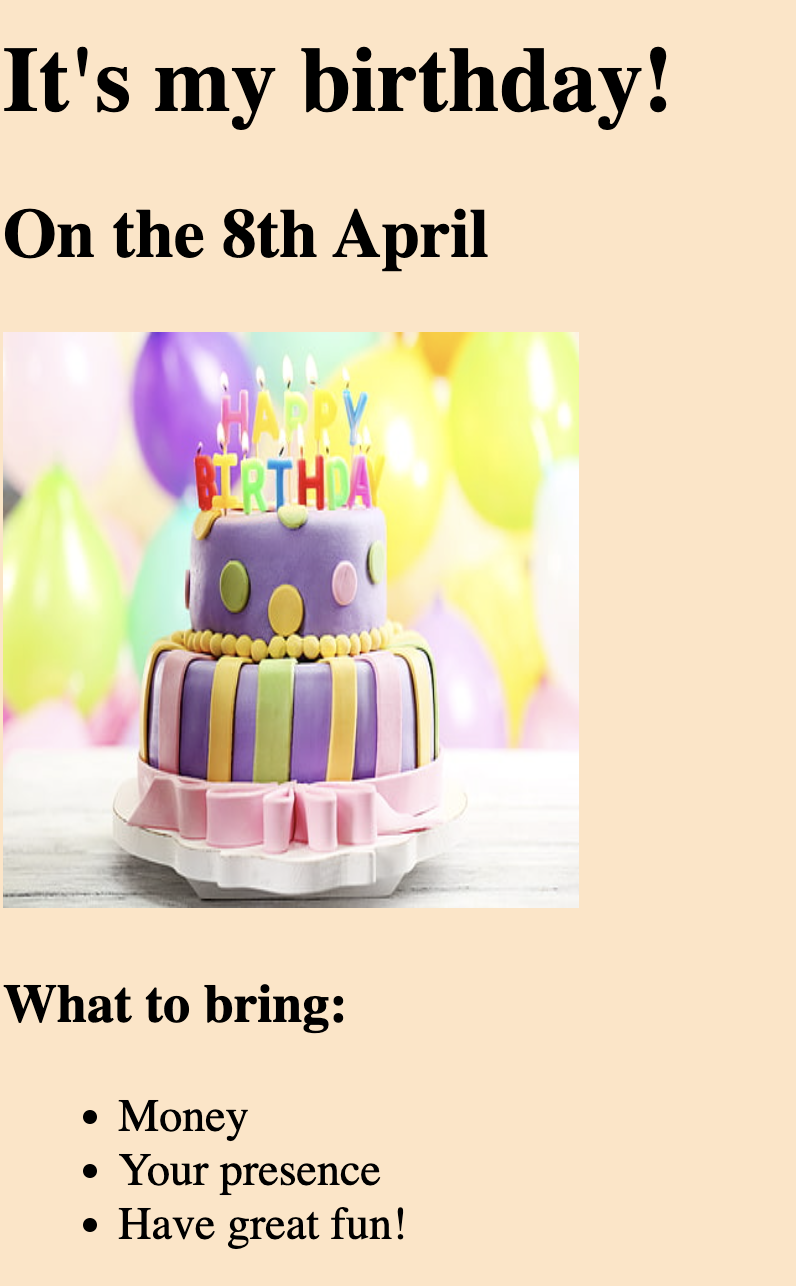 It's my birthday!
On the 8th April
HAPPY
BIRTHDAY
What to bring:
• Money
• Your presence
• Have great fun!